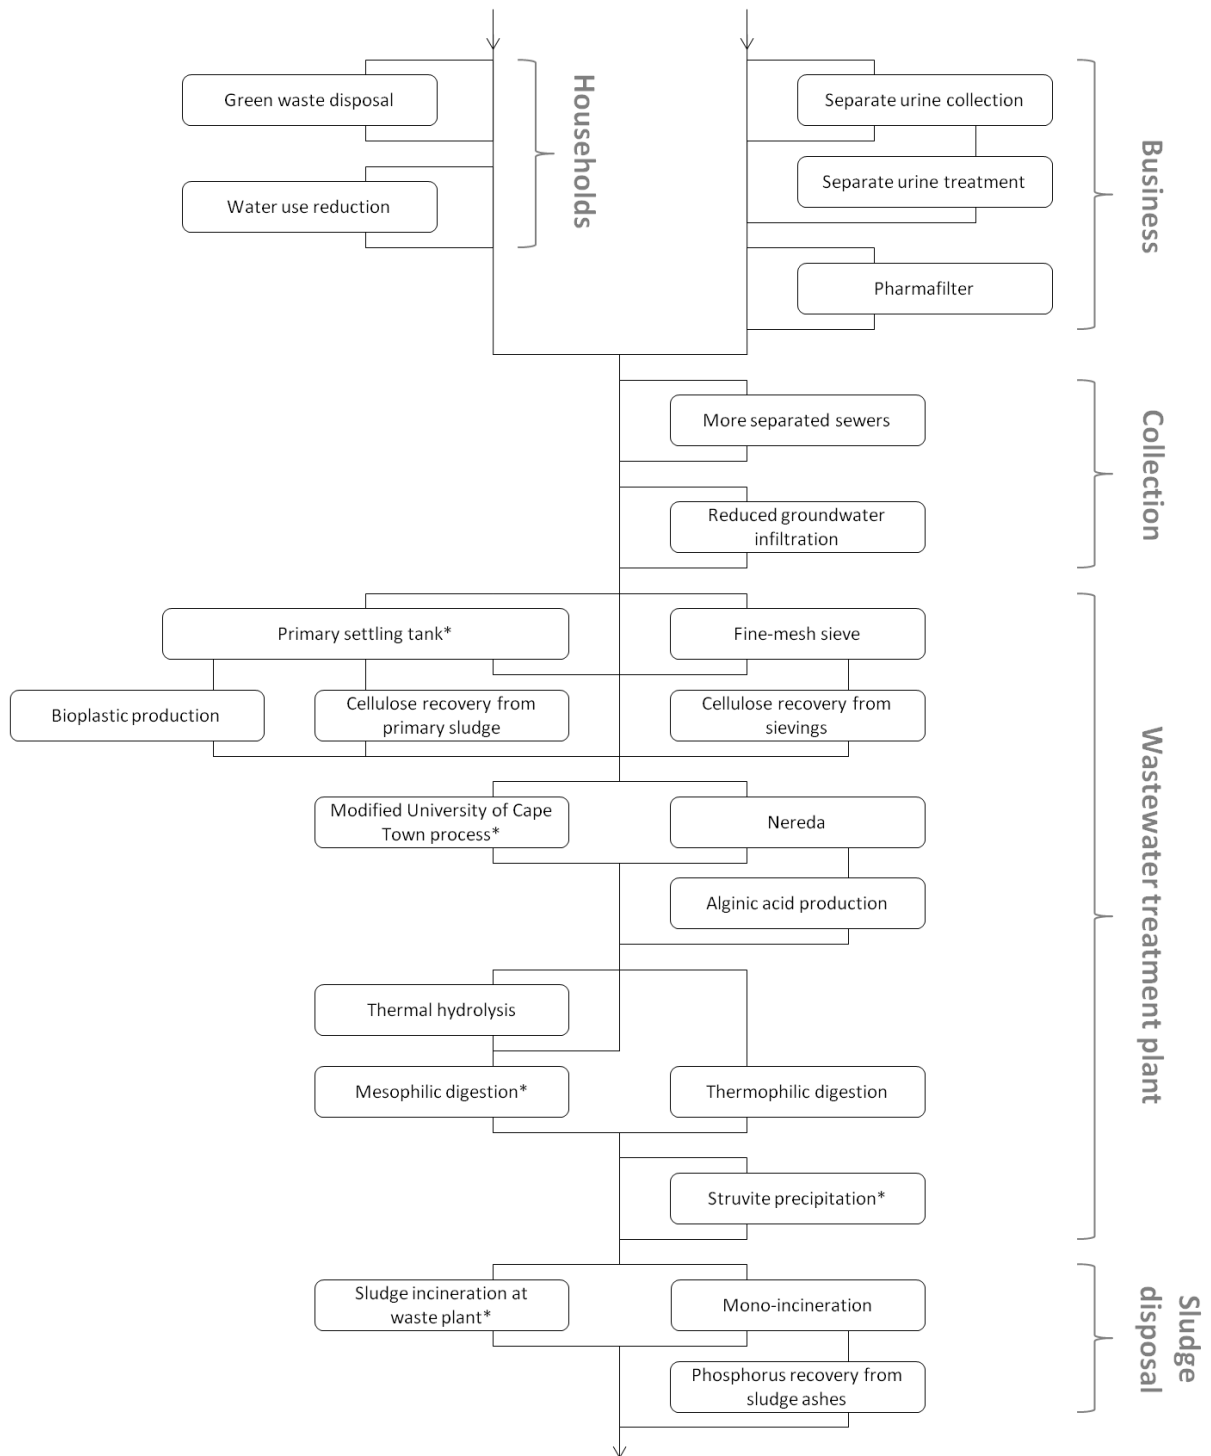 Households
Green waste disposal
Water use reduction
Business
Separate urine collection
Separate urine treatment
Pharmafilter
Collection
More separated sewers
Reduced groundwater
infiltration
Wastewater treatment plant
Primary settling tank*
Fine-mesh sieve
Bioplastic production
Cellulose recovery from
primary sludge
Cellulose recovery from
sievings
Modified University of Cape
Town process*
Nereda
Alginic acid production
Thermal hydrolysis
Mesophilic digestion*
Thermophilic digestion
Struvite precipitation*
Sludge
disposal
Sludge incineration at
waste plant*
Mono-incineration
Phosphorus recovery from
sludge ashes